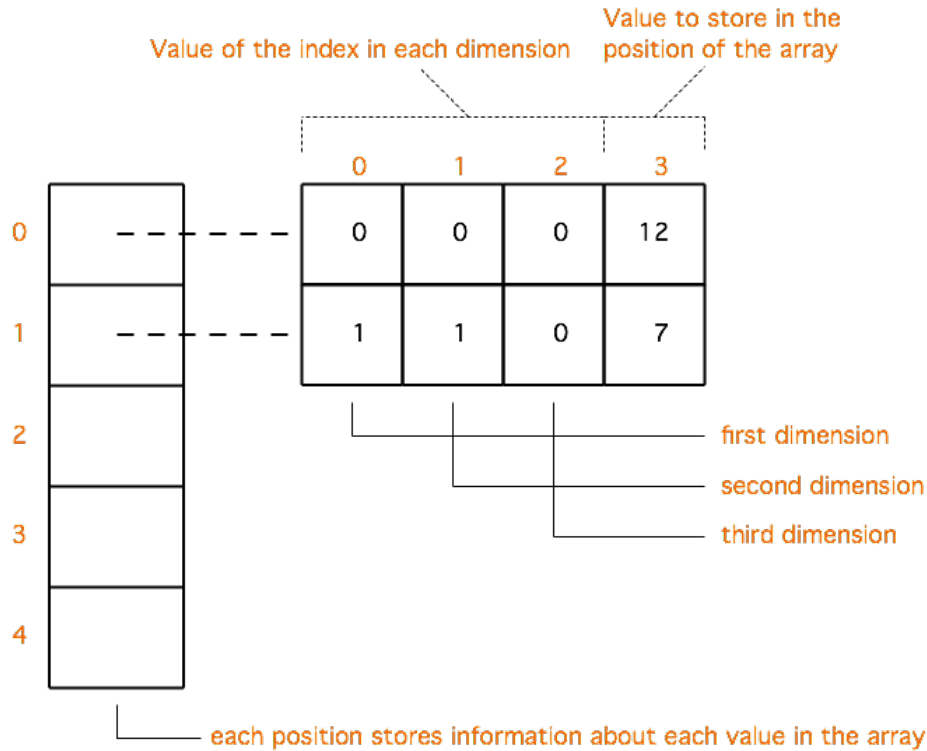 Value to store in the
Value of the index in each dimension
position of the array
0 1 2 3
0 0 0 0 12
1 1 1 0 7
2
first dimension
second dimension
3
third dimension
4
each position stores information about each value in the array